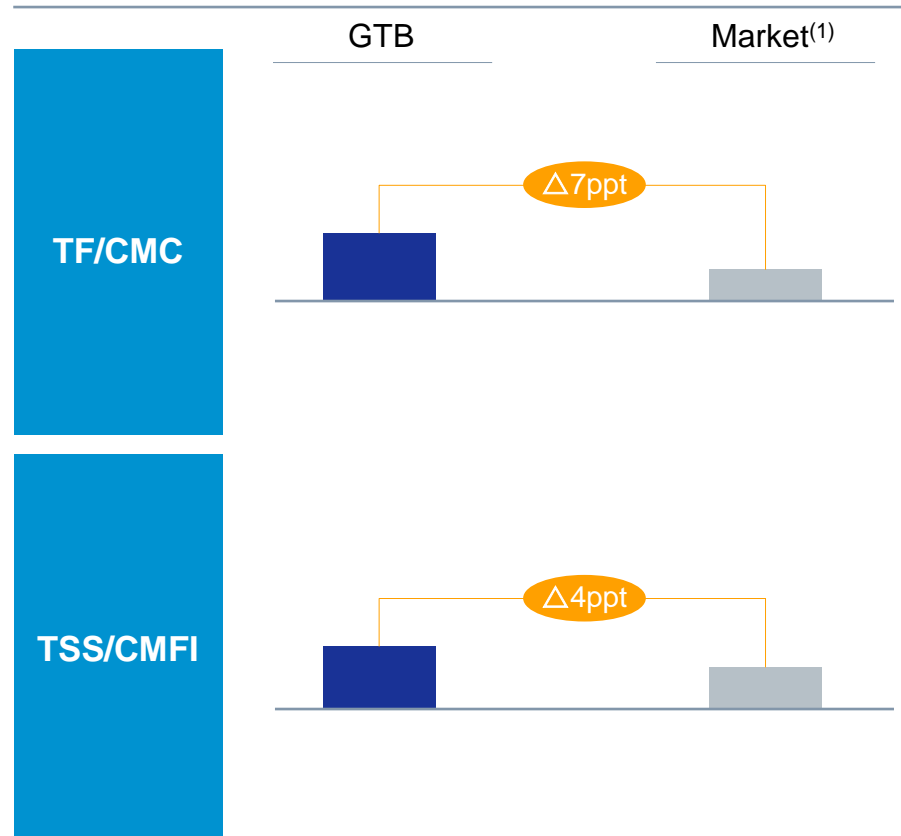 GTB
Market(1)
TF/CMC
△7ppt
TSS/CMFI
△4ppt